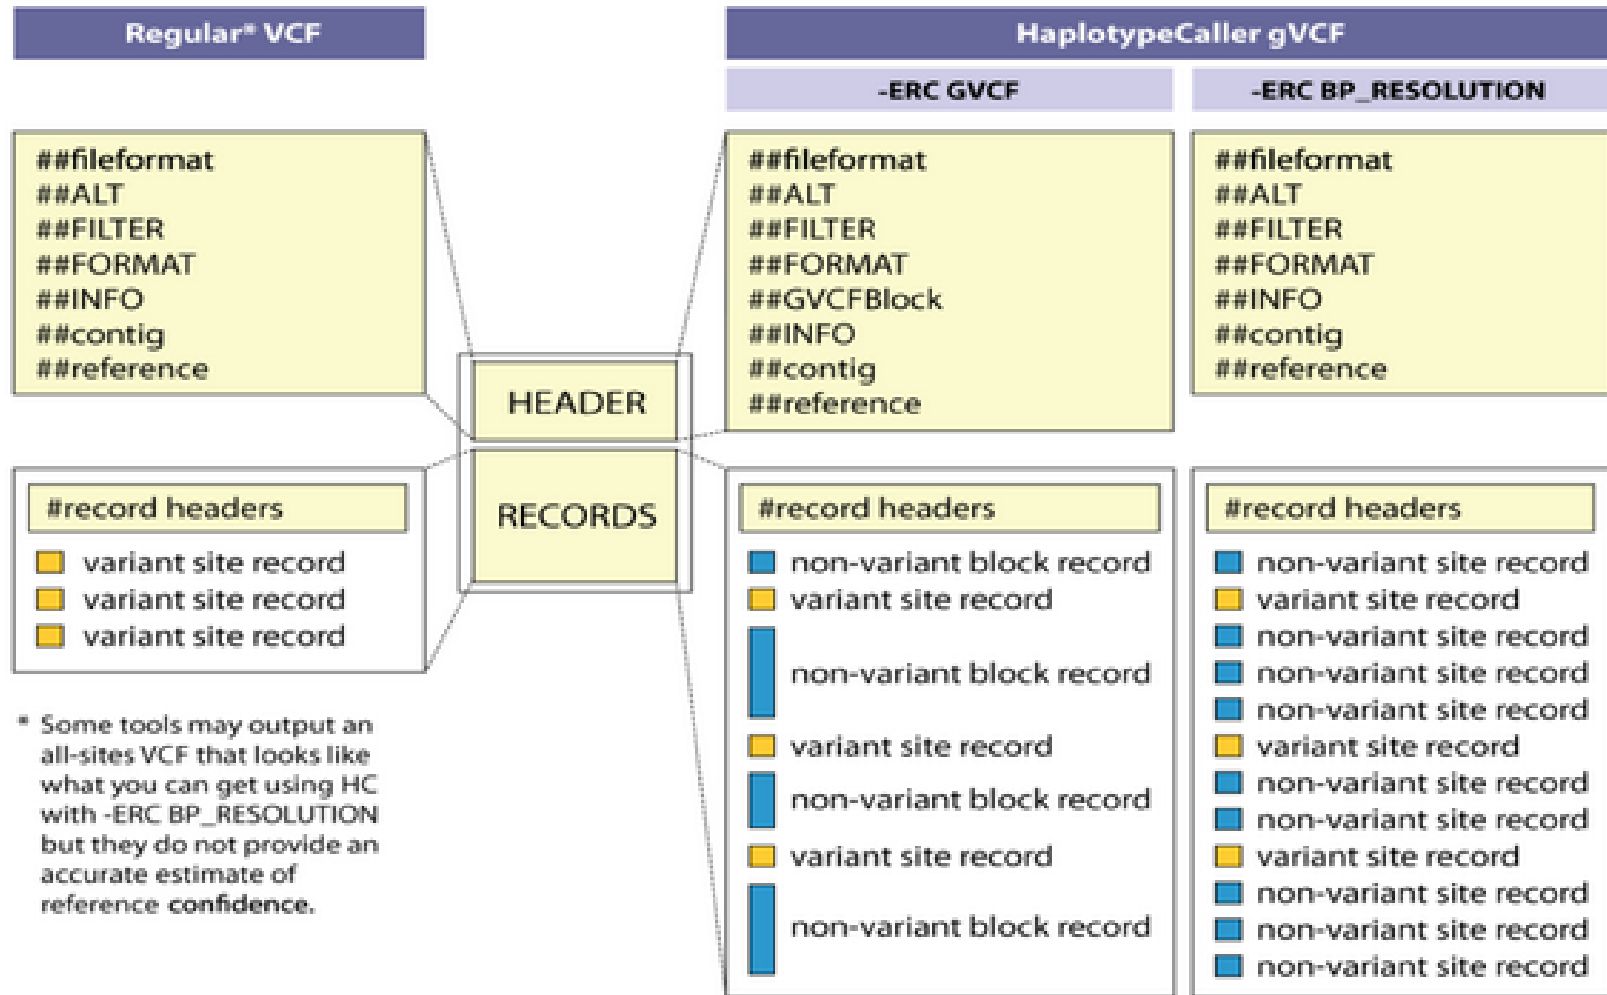 Regular* VCF
##fileformat
##ALT
##FILTER
##FORMAT
##INFO
##contig
##reference
#record headers
variant site record
variant site record
variant site record
* Some tools may output an
all-sites VCF that looks like
what you can get using HC
with -ERC BP_RESOLUTION
but they do not provide an
accurate estimate of
reference confidence.
HEADER
RECORDS
HaplotypeCaller gVCF
-ERC GVCF
##fileformat
##ALT
##FILTER
##FORMAT
##GVCFBlock
##INFO
##contig
##reference
#record headers
non-variant block record
variant site record
non-variant block record
variant site record
non-variant block record
variant site record
non-variant block record
-ERC BP_RESOLUTION
##fileformat
##ALT
##FILTER
##FORMAT
##INFO
##contig
##reference
#record headers
non-variant site record
variant site record
non-variant site record
non-variant site record
non-variant site record
variant site record
non-variant site record
non-variant site record
variant site record
non-variant site record
non-variant site record
non-variant site record